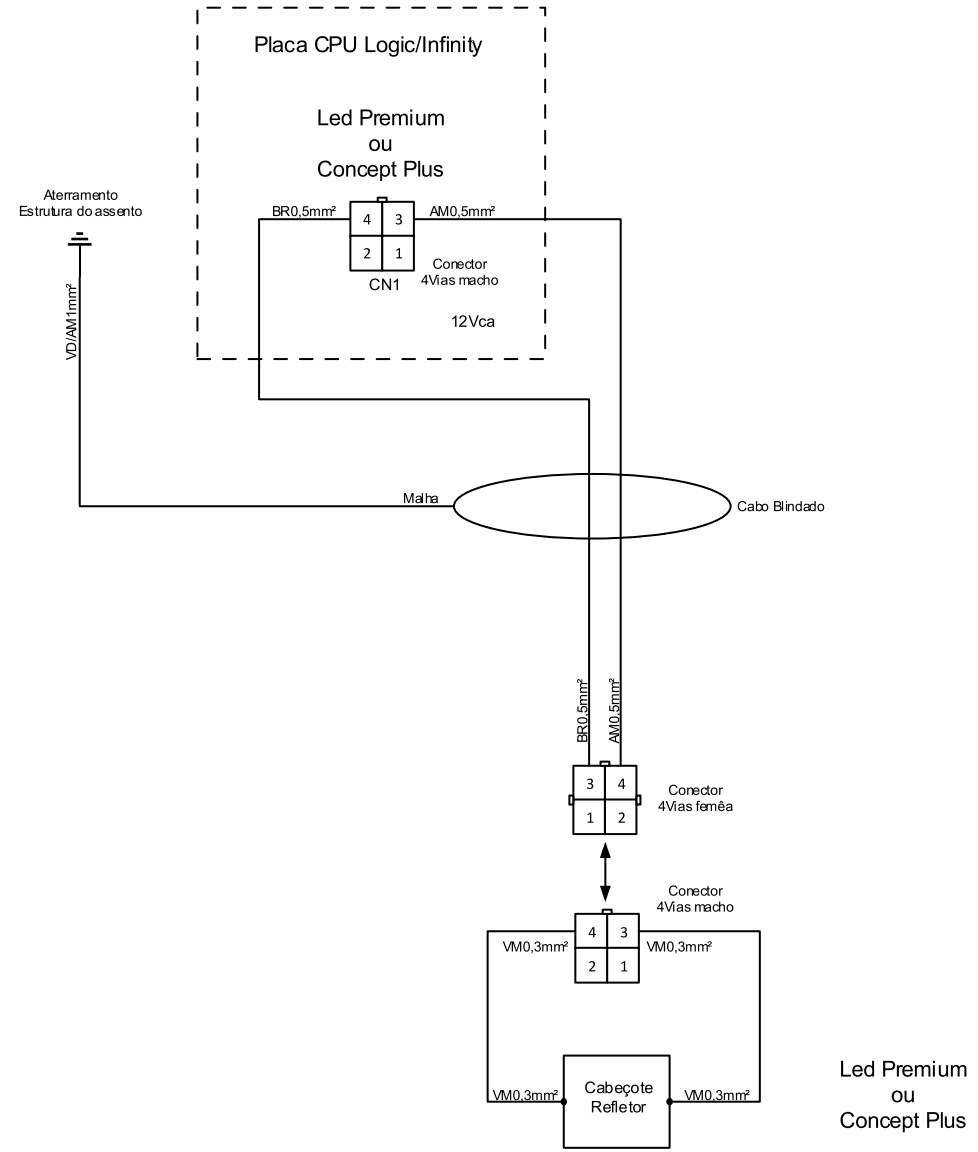 Placa CPU Logic/Infinity
Led Premium
ou
Concept Plus
Aterramento
Estrutura do assento
BR0,5mm²
4
3
AM0,5mm²
2
1
Conector
4Vias macho
CN1
12Vca
VD/AM1mm²
Malha
Cabo Blindado
BR0,5mm²
AM0,5mm²
3
4
1
2
Conector
4Vias femêa
Conector
4Vias macho
4
3
VM0,3mm²
VM0,3mm²
2
1
Cabeçote
Refletor
VM0,3mm²
VM0,3mm²
Led Premium
ou
Concept Plus